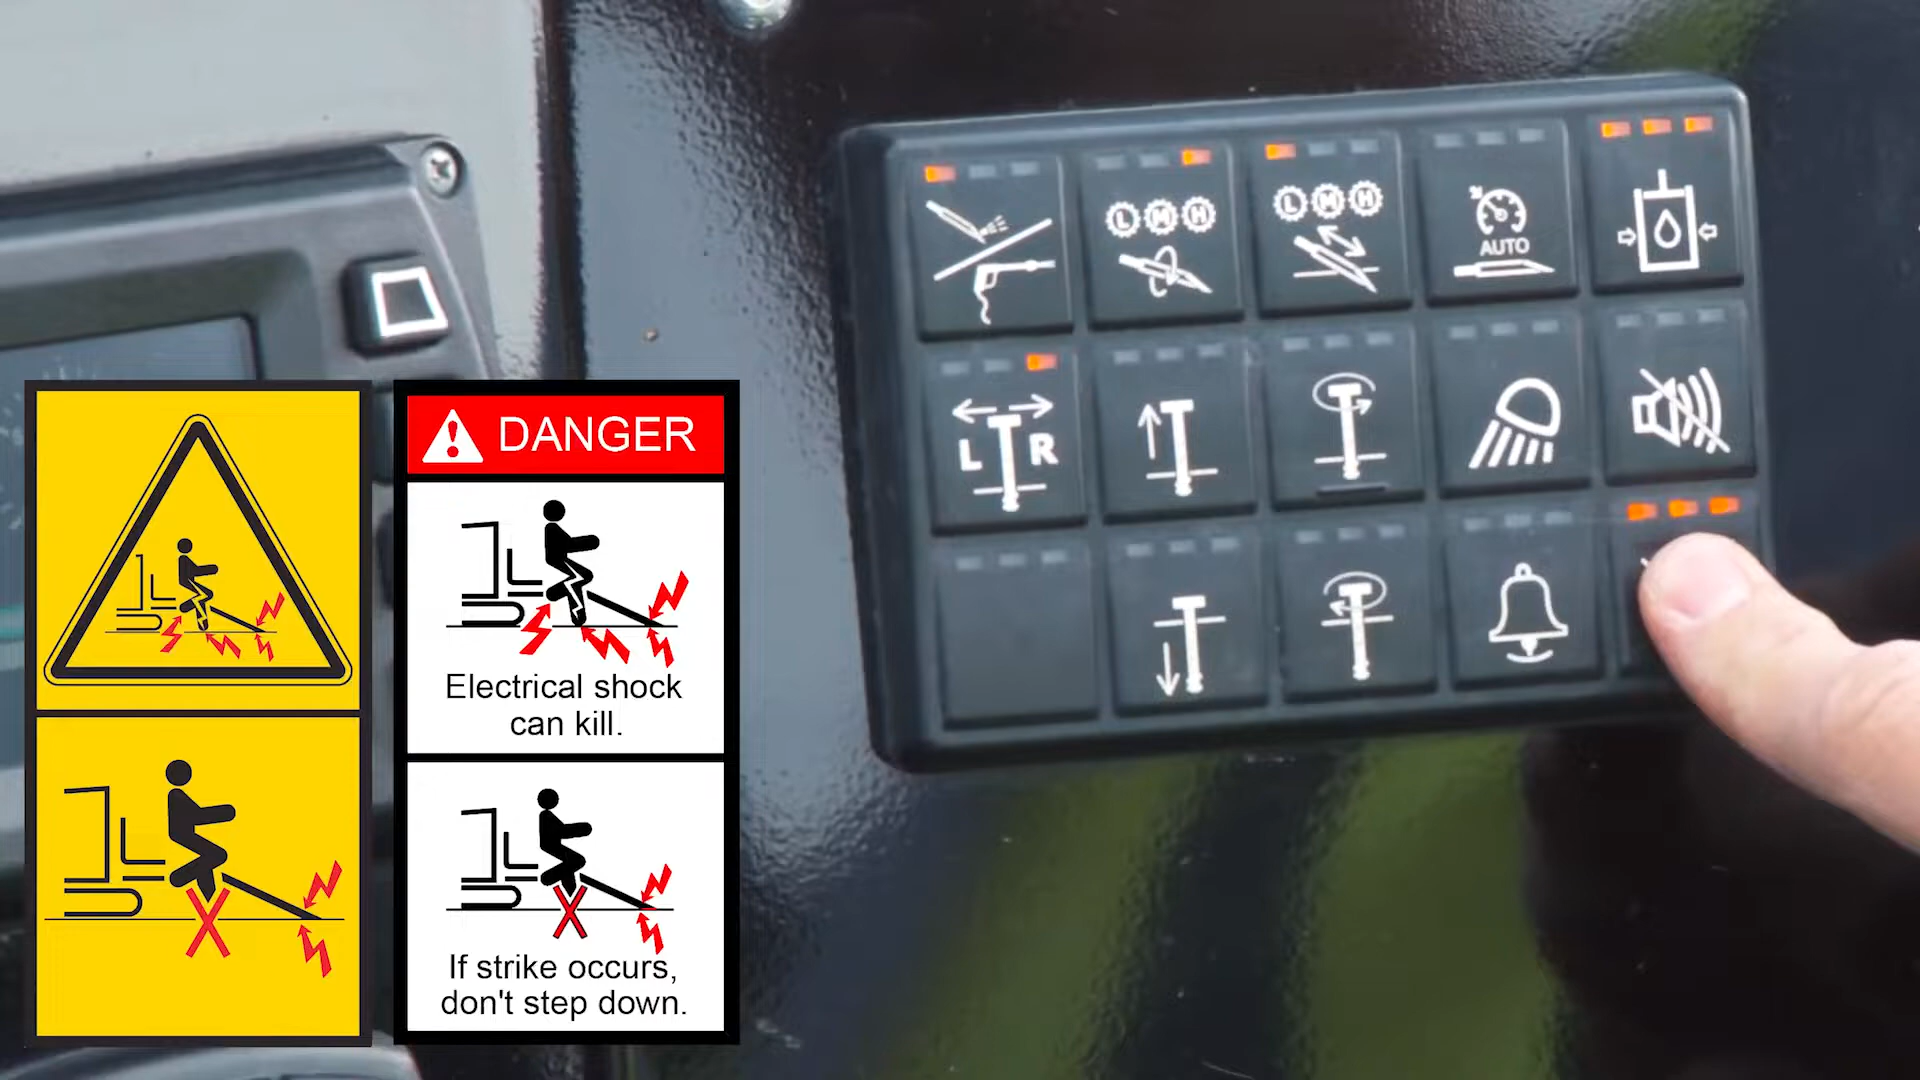 DANGER
Electrical shock
can kill.
If strike occurs,
don't step down.
L M H
L M H
AUTO
L R